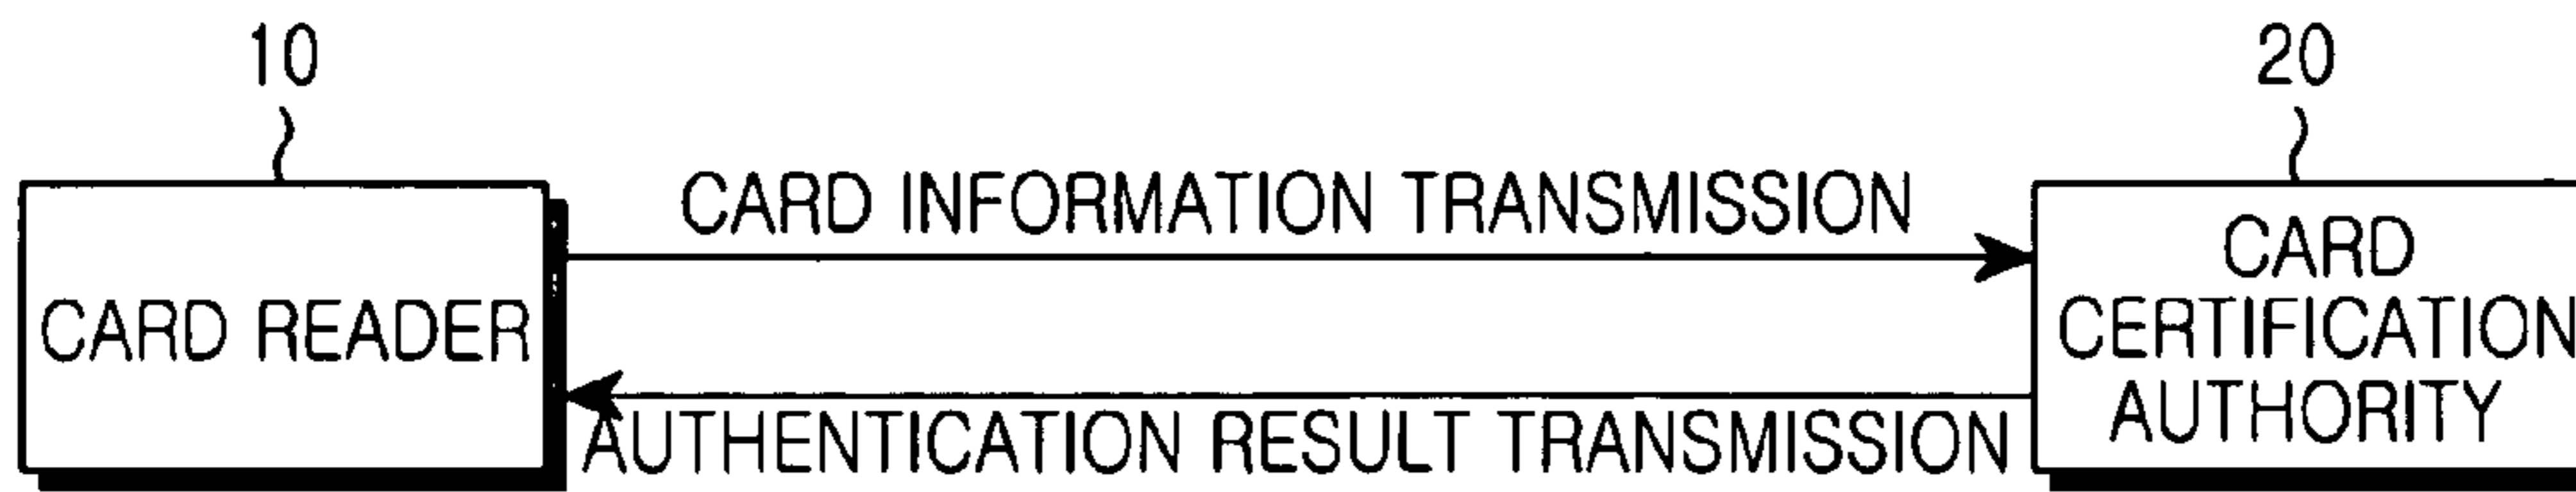 10
20
CARD INFORMATION TRANSMISSION
CARD READER
CARD
CERTIFICATION
AUTHORITY
AUTHENTICATION RESULT TRANSMISSION